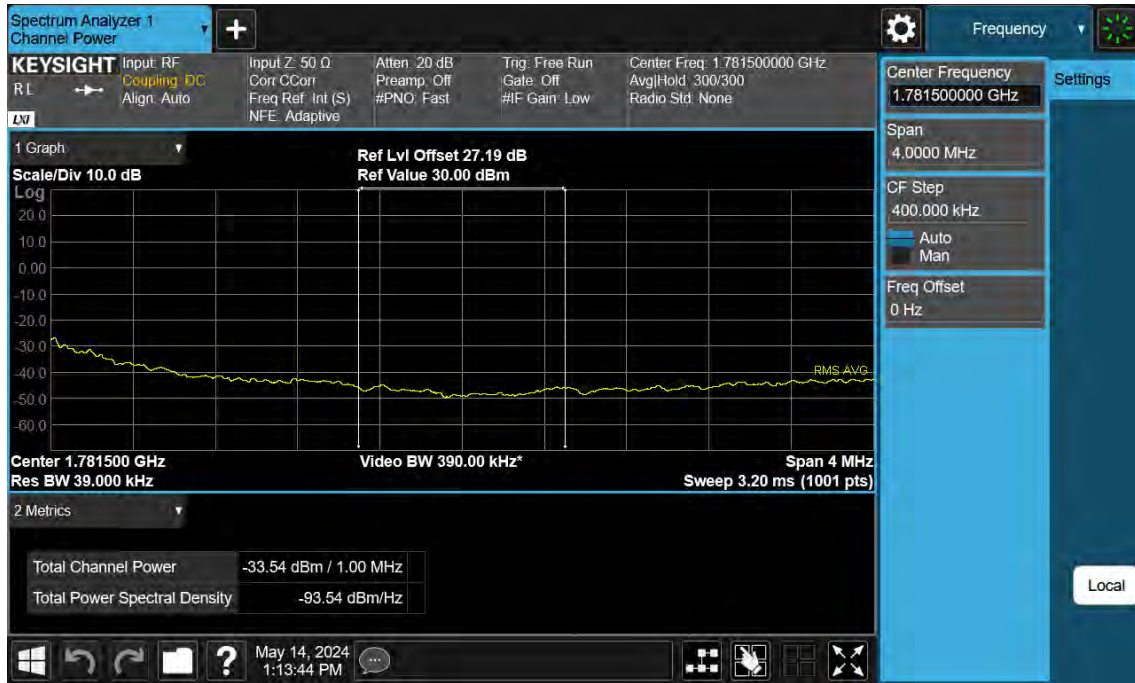 Spectrum Analyzer 1
Channel Power
Frequency
KEYSIGHT
RL
LXI
Input: RF
Coupling: DC
Align: Auto
Input Z: 50 Ω
Corr CCorr
Freq Ref: Int (S)
NFE: Adaptive
Atten: 20 dB
Preamp: Off
#PNO: Fast
Trig: Free Run
Gate: Off
#IF Gain: Low
Center Freq: 1.781500000 GHz
Avg|Hold: 300/300
Radio Std: None
Center Frequency
1.781500000 GHz
Settings
Span
4.0000 MHz
CF Step
400.000 kHz
Auto
Man
Freq Offset
0 Hz
Local
1 Graph
Ref Lvl Offset 27.19 dB
Scale/Div 10.0 dB
Ref Value 30.00 dBm
Log
20.0
10.0
0.00
-10.0
-20.0
-30.0
-40.0
-50.0
-60.0
RMS AVG
Center 1.781500 GHz
Video BW 390.00 kHz*
Span 4 MHz
Res BW 39.000 kHz
Sweep 3.20 ms (1001 pts)
2 Metrics
Total Channel Power -33.54 dBm / 1.00 MHz
Total Power Spectral Density -93.54 dBm/Hz
?
May 14, 2024
1:13:44 PM